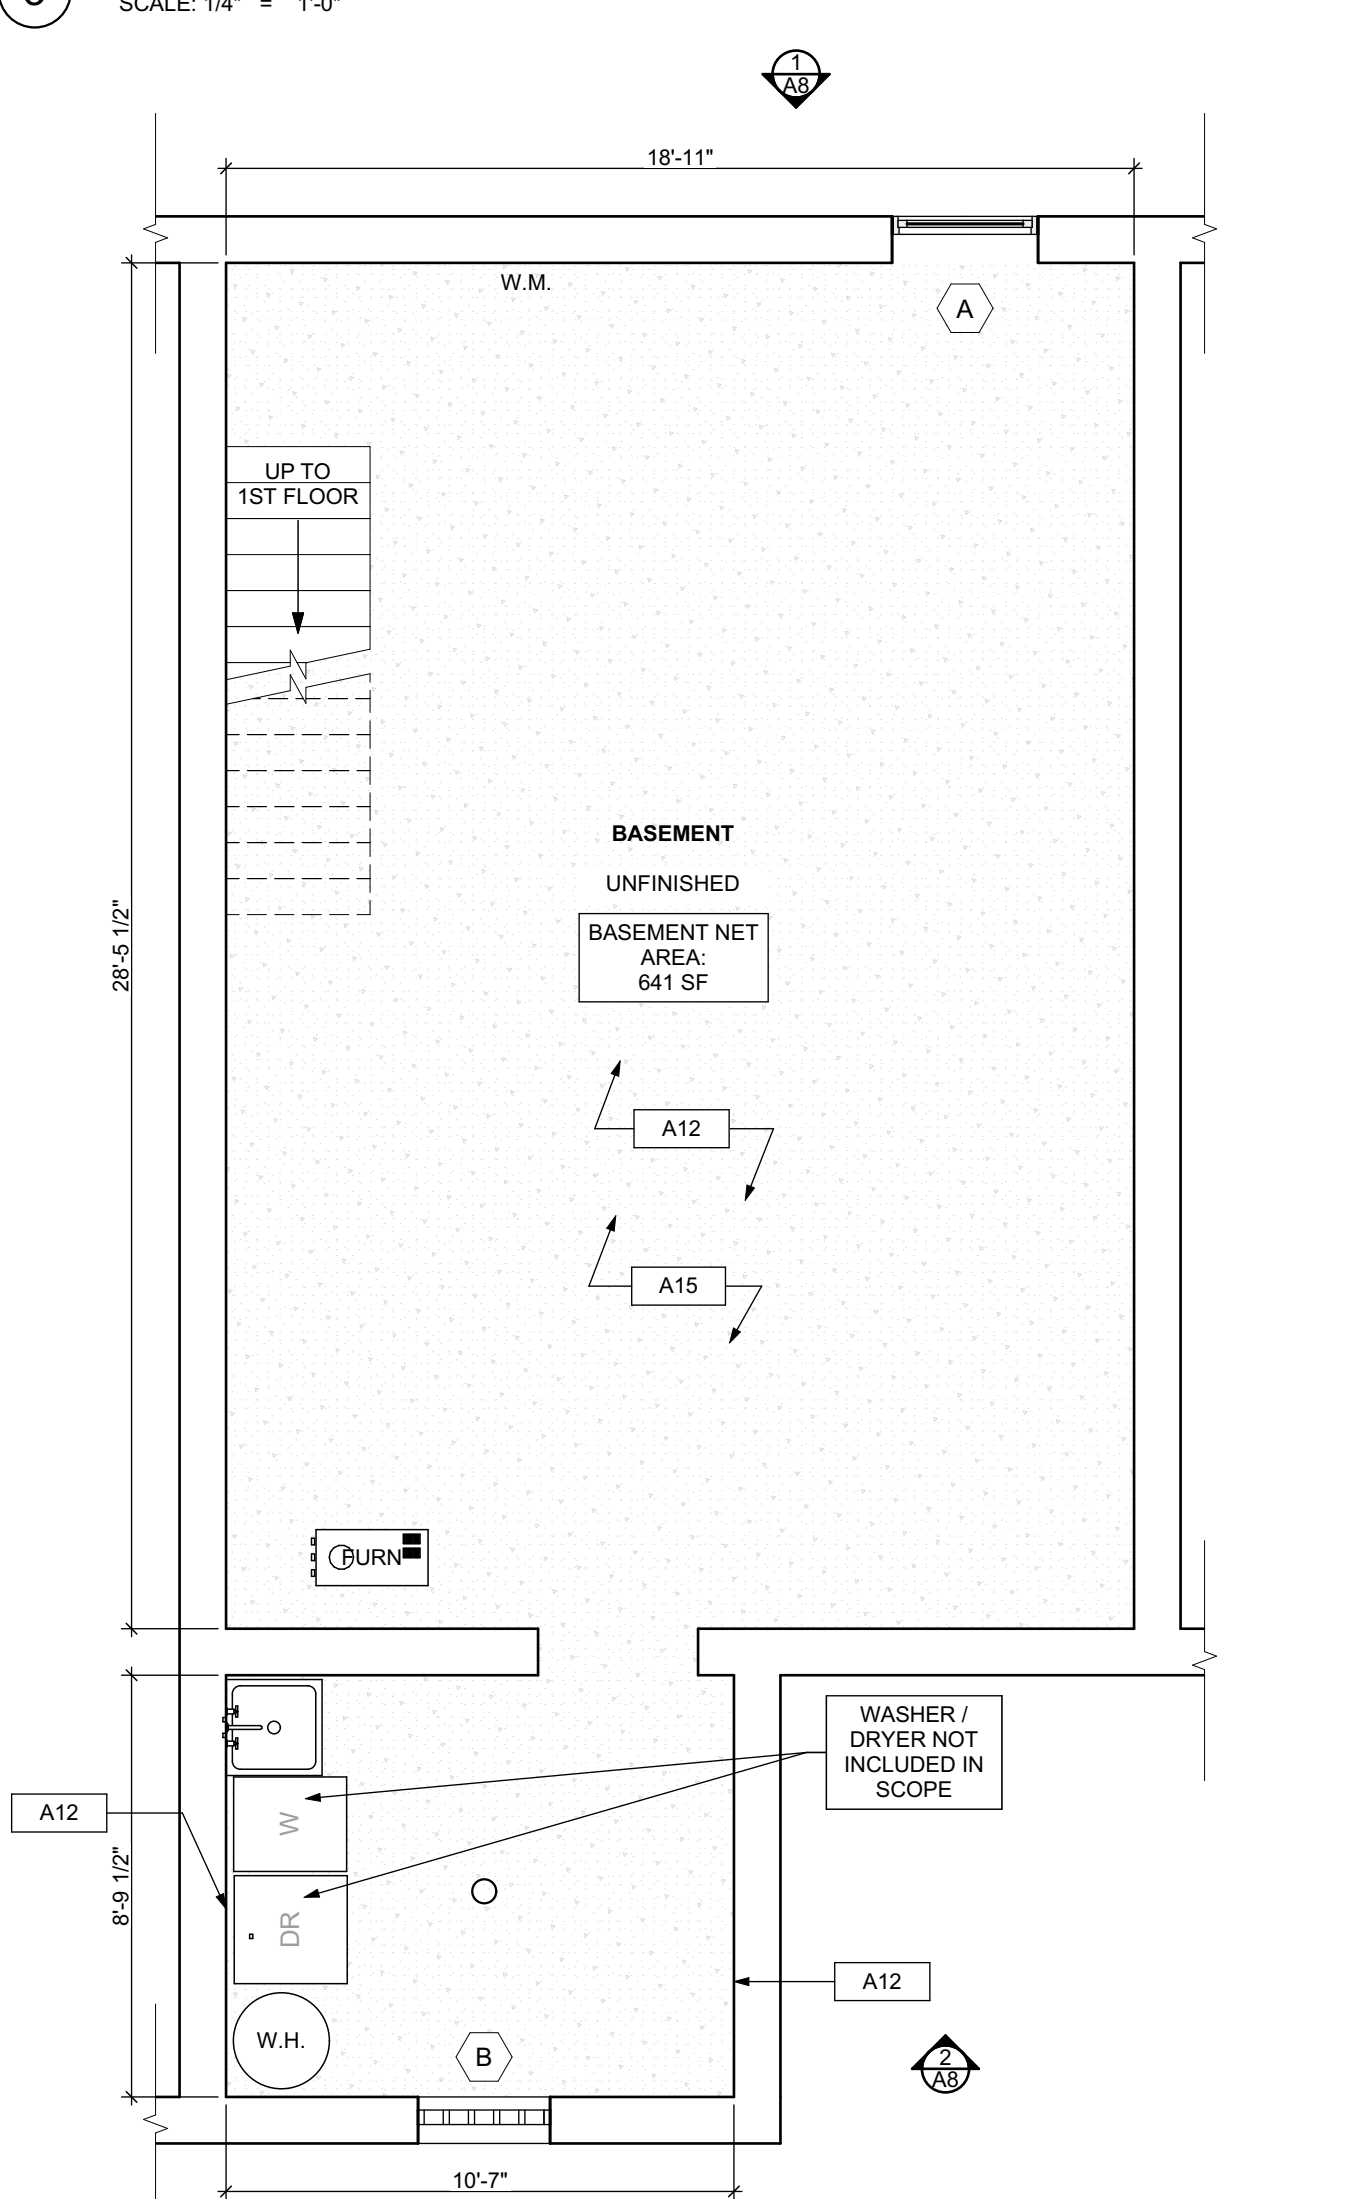 SCALE: 1/4" = 1'-0"
1
A8
18'-11"
W.M.
A
UP TO
1ST FLOOR
BASEMENT
UNFINISHED
BASEMENT NET
AREA:
641 SF
28'-5 1/2"
A12
A15
FURN
WASHER /
DRYER NOT
INCLUDED IN
SCOPE
W
A12
8'-9 1/2"
DR
A12
W.H.
B
2
A8
10'-7"